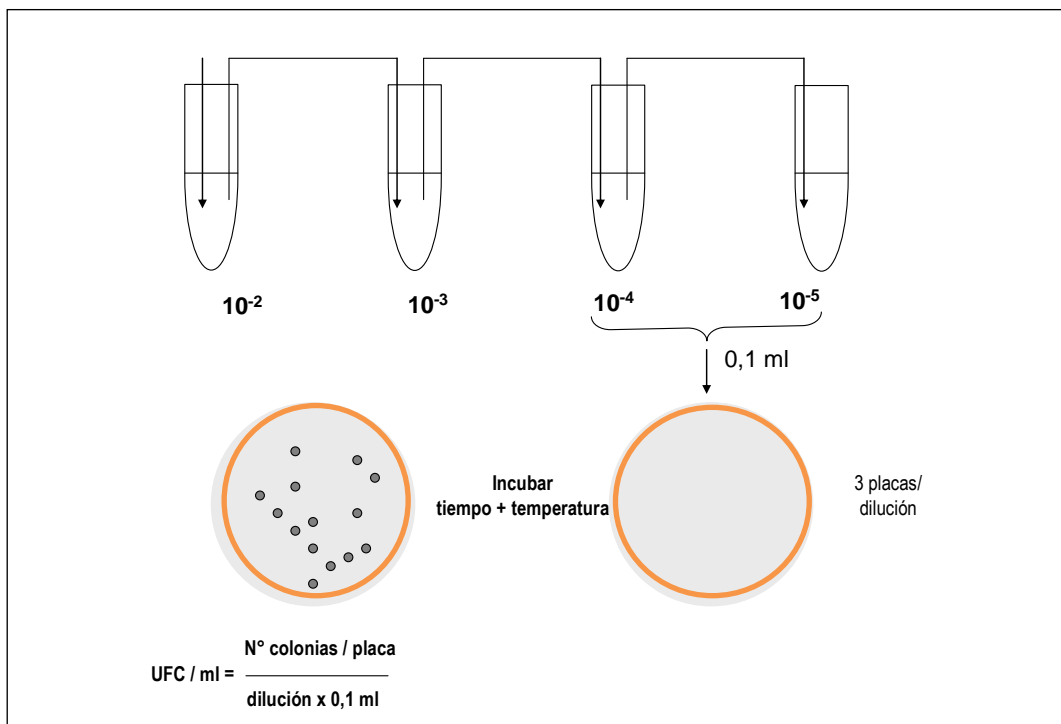 10⁻² 10⁻³ 10⁻⁴ 10⁻⁵
0,1 ml
Incubar
tiempo + temperatura
3 placas/
dilución
N° colonias / placa
UFC / ml =
dilución x 0,1 ml